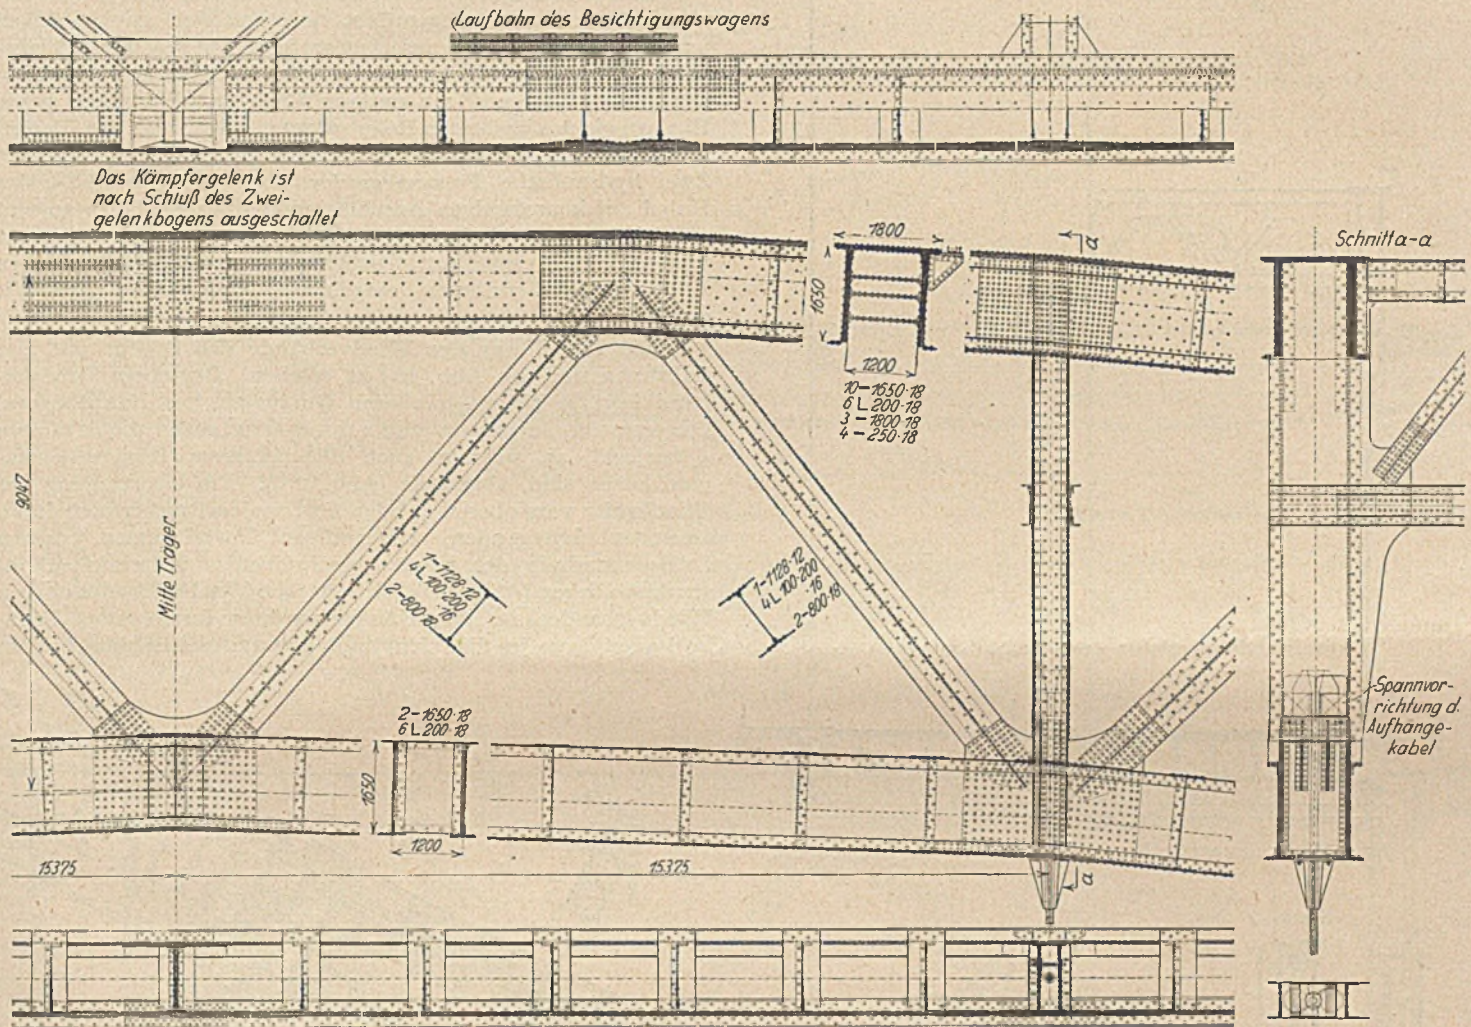 Laufbahn des Besichtigungswagens
Das Kämpfergelenk ist
nach Schluß des Zwei-
gelenkbogens ausgeschaltet
1800
a
Schnitt a-a
1650
1200
10-1650·18
6 L 200·18
3-1800·18
4-250·18
9047
Mitte Träger
1-1128·12
4 L 100·200
·16
2-800·18
1-1128·12
4 L 100·200
·16
2-800·18
Spannvor-
richtung d.
Aufhänge-
kabel
2-1650·18
6 L 200·18
1650
1200
15375
15375
a